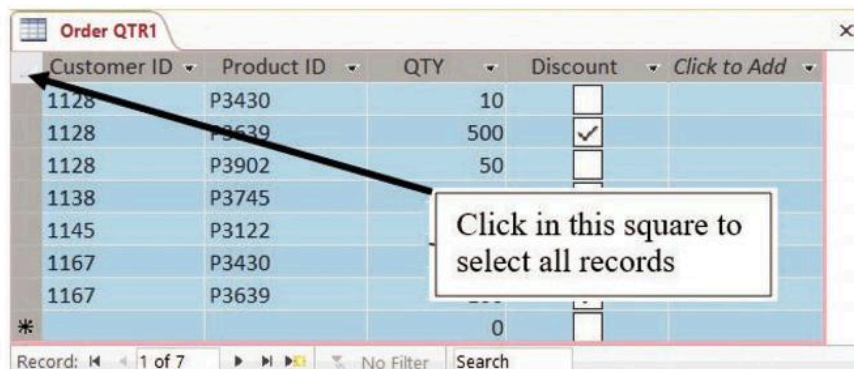 Order QTR1
Customer ID Product ID QTY Discount Click to Add
1128 P3430 10
1128 P3639 500
1128 P3902 50
1138 P3745
1145 P3122
1167 P3430
1167 P3639
0
Click in this square to
select all records
Record: 1 of 7 No Filter Search